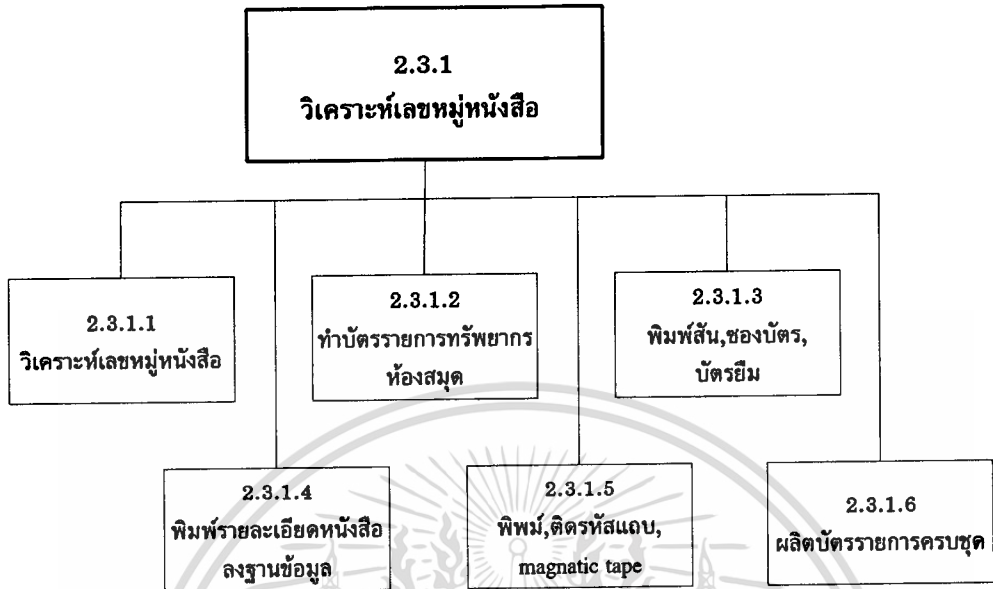 2.3.1
วิเคราะห์เลขหมู่หนังสือ
2.3.1.1
วิเคราะห์เลขหมู่หนังสือ
2.3.1.2
ทำบัตรรายการทรัพยากร
ห้องสมุด
2.3.1.3
พิมพ์สัน,ซองบัตร,
บัตรยืม
2.3.1.4
พิมพ์รายละเอียดหนังสือ
ลงฐานข้อมูล
2.3.1.5
พิพม์,ติดรหัสแถบ,
magnatic tape
2.3.1.6
ผลิตบัตรรายการครบชุด